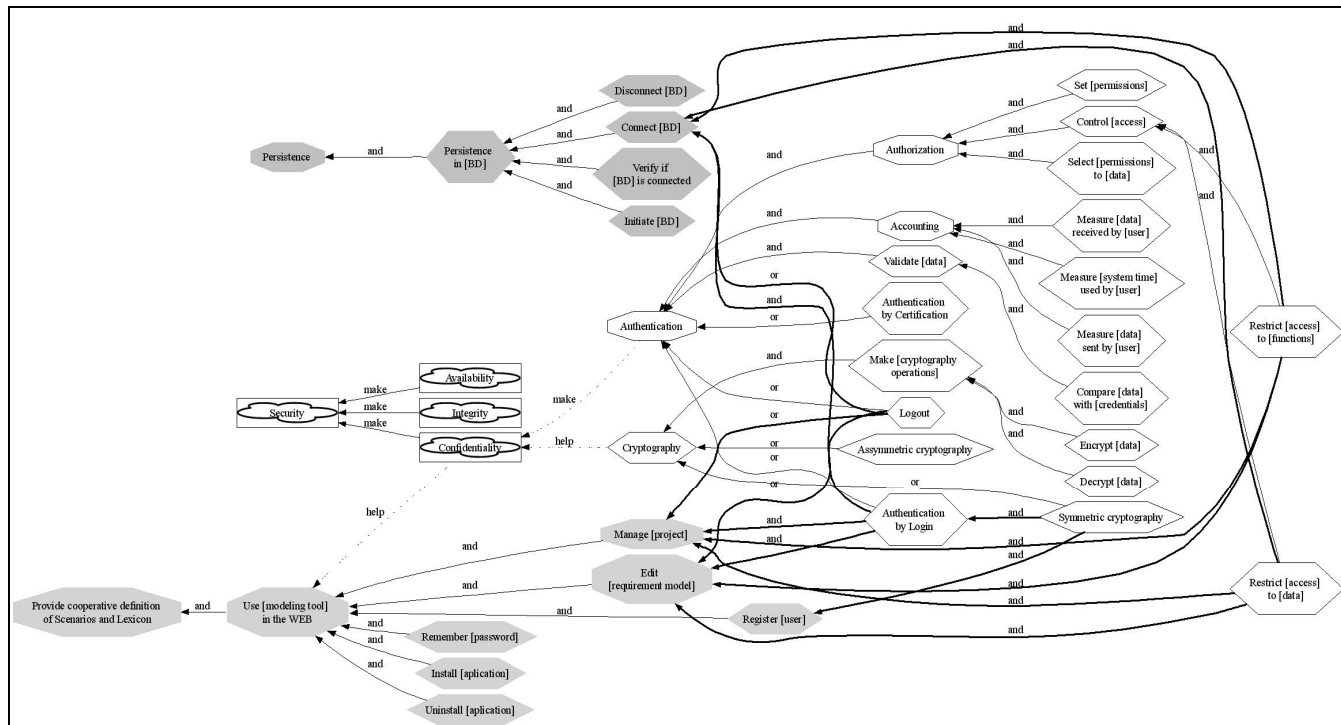 and
and
and
Disconnect [BD]
and
Connect [BD]
and
Persistence
and
Persistence
in [BD]
and
Verify if
[BD] is connected
and
Initiate [BD]
Set [permissions]
and
Control [access]
and
Authorization
and
and
Select [permissions]
to [data]
and
and
Accounting
and
Measure [data]
received by [user]
and
and
and
Validate [data]
Measure [system time]
used by [user]
or
and
Authentication
by Certification
or
Authentication
Measure [data]
sent by [user]
Restrict [access]
to [functions]
and
and
Make [cryptography
operations]
Availability
make
Security
make
Integrity
make
Confidentiality
make
or
or
Logout
Compare [data]
with [credentials]
and
and
Encrypt [data]
help
Cryptography
or
or
Assymmetric cryptography
Decrypt [data]
or
or
help
Manage [project]
and
and
Authentication
by Login
and
Symmetric cryptography
and
and
Edit
[requirement model]
and
and
Restrict [access]
to [data]
Provide cooperative definition
of Scenarios and Lexicon
and
Use [modeling tool]
in the WEB
and
Register [user]
and
and
and
Remember [password]
and
Install [aplication]
and
Uninstall [aplication]